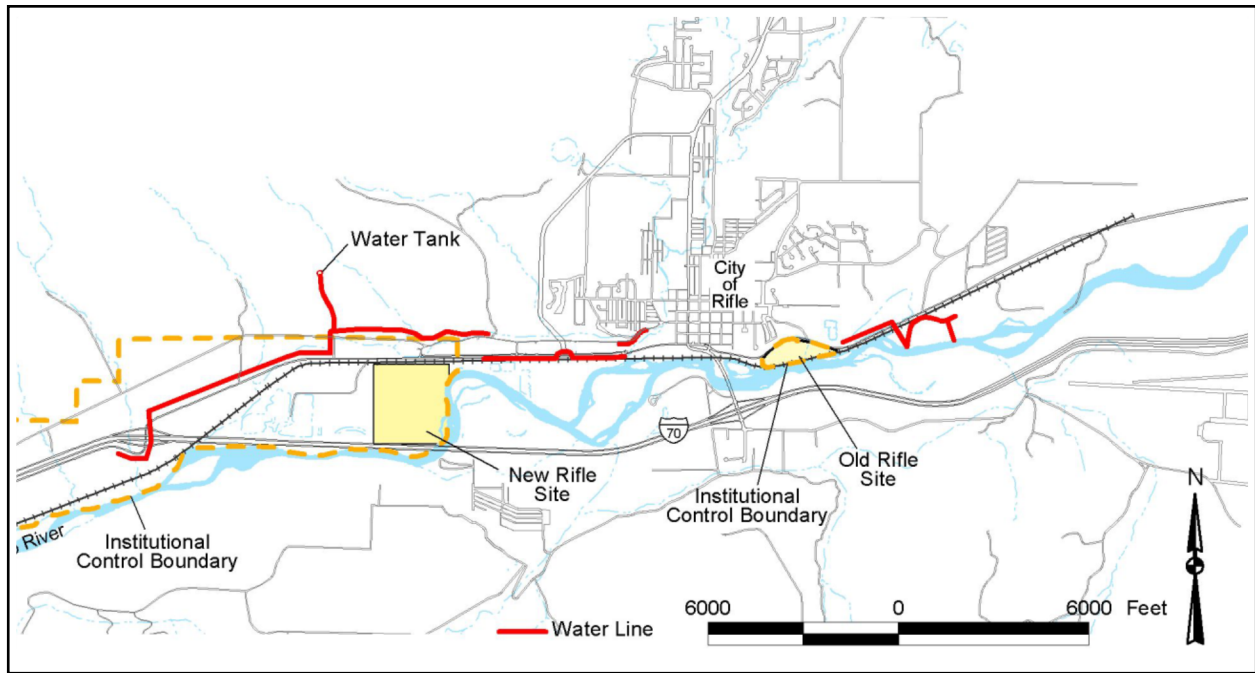 Water Tank
City
of
Rifle
70
New Rifle
Site
Old Rifle
Site
Institutional
Control Boundary
River
Institutional
Control Boundary
N
6000 0 6000 Feet
Water Line